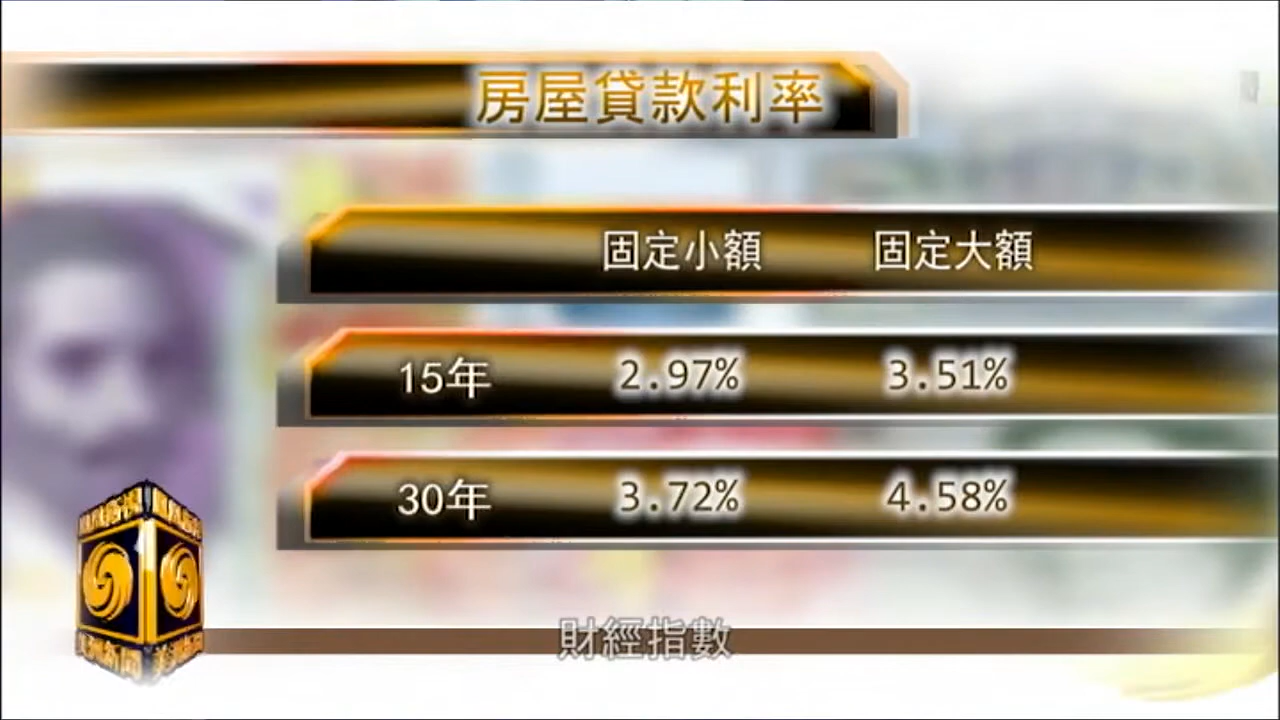 房屋貸款利率
固定小額 固定大額
15年 2.97% 3.51%
30年 3.72% 4.58%
財經指數